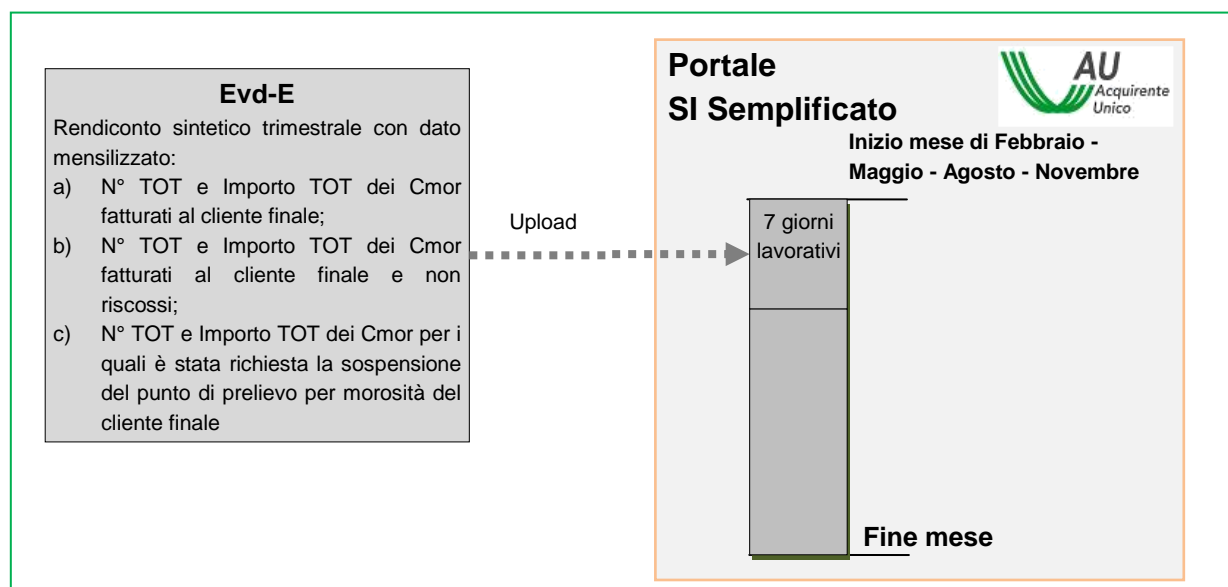 Evd-E
Rendiconto sintetico trimestrale con dato
mensilizzato:
a) N° TOT e Importo TOT dei Cmor
fatturati al cliente finale;
b) N° TOT e Importo TOT dei Cmor
fatturati al cliente finale e non
riscossi;
c) N° TOT e Importo TOT dei Cmor per i
quali è stata richiesta la sospensione
del punto di prelievo per morosità del
cliente finale
Upload
Portale
SI Semplificato
AU
Acquirente
Unico
Inizio mese di Febbraio -
Maggio - Agosto - Novembre
7 giorni
lavorativi
Fine mese